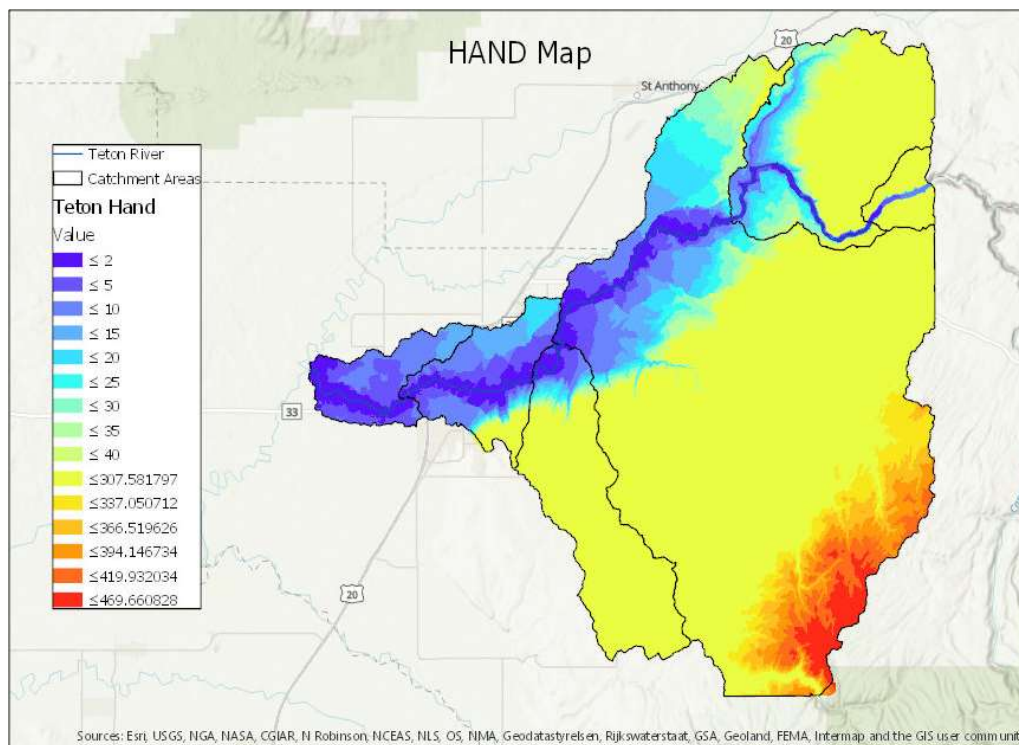 HAND Map
20
St Anthony
Teton River
Catchment Areas
Teton Hand
Value
≤ 2
≤ 5
≤ 10
≤ 15
≤ 20
≤ 25
≤ 30
≤ 35
≤ 40
≤307.581797
≤337.050712
≤366.519626
≤394.146734
≤419.932034
≤469.660828
33
20
Sources: Esri, USGS, NGA, NASA, CGIAR, N Robinson, NCEAS, NLS, OS, NMA, Geodatastyrelsen, Rijkswaterstaat, GSA, Geoland, FEMA, Intermap and the GIS user communit